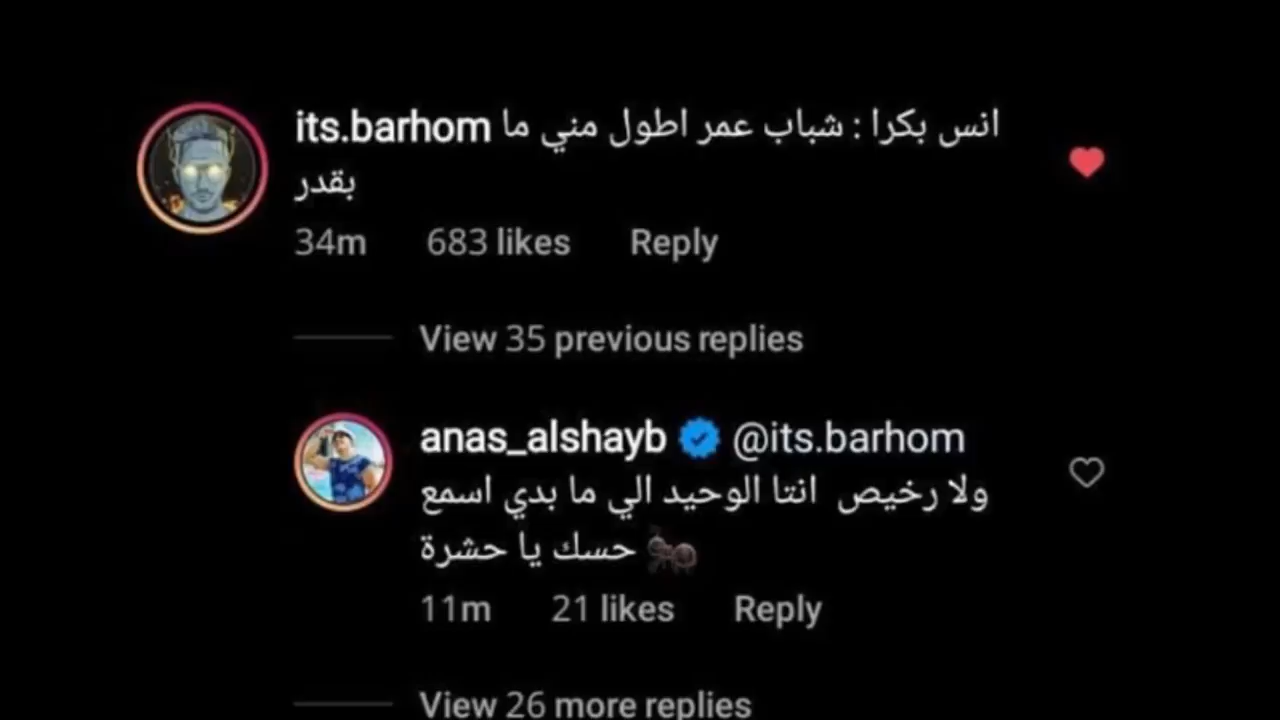 its.barhom انس بكرا : شباب عمر اطول مني ما
بقدر
34m 683 likes Reply
View 35 previous replies
anas_alshayb @its.barhom
ولا رخيص انتا الوحيد الي ما بدي اسمع
حسك يا حشرة 🐜
11m 21 likes Reply
View 26 more replies